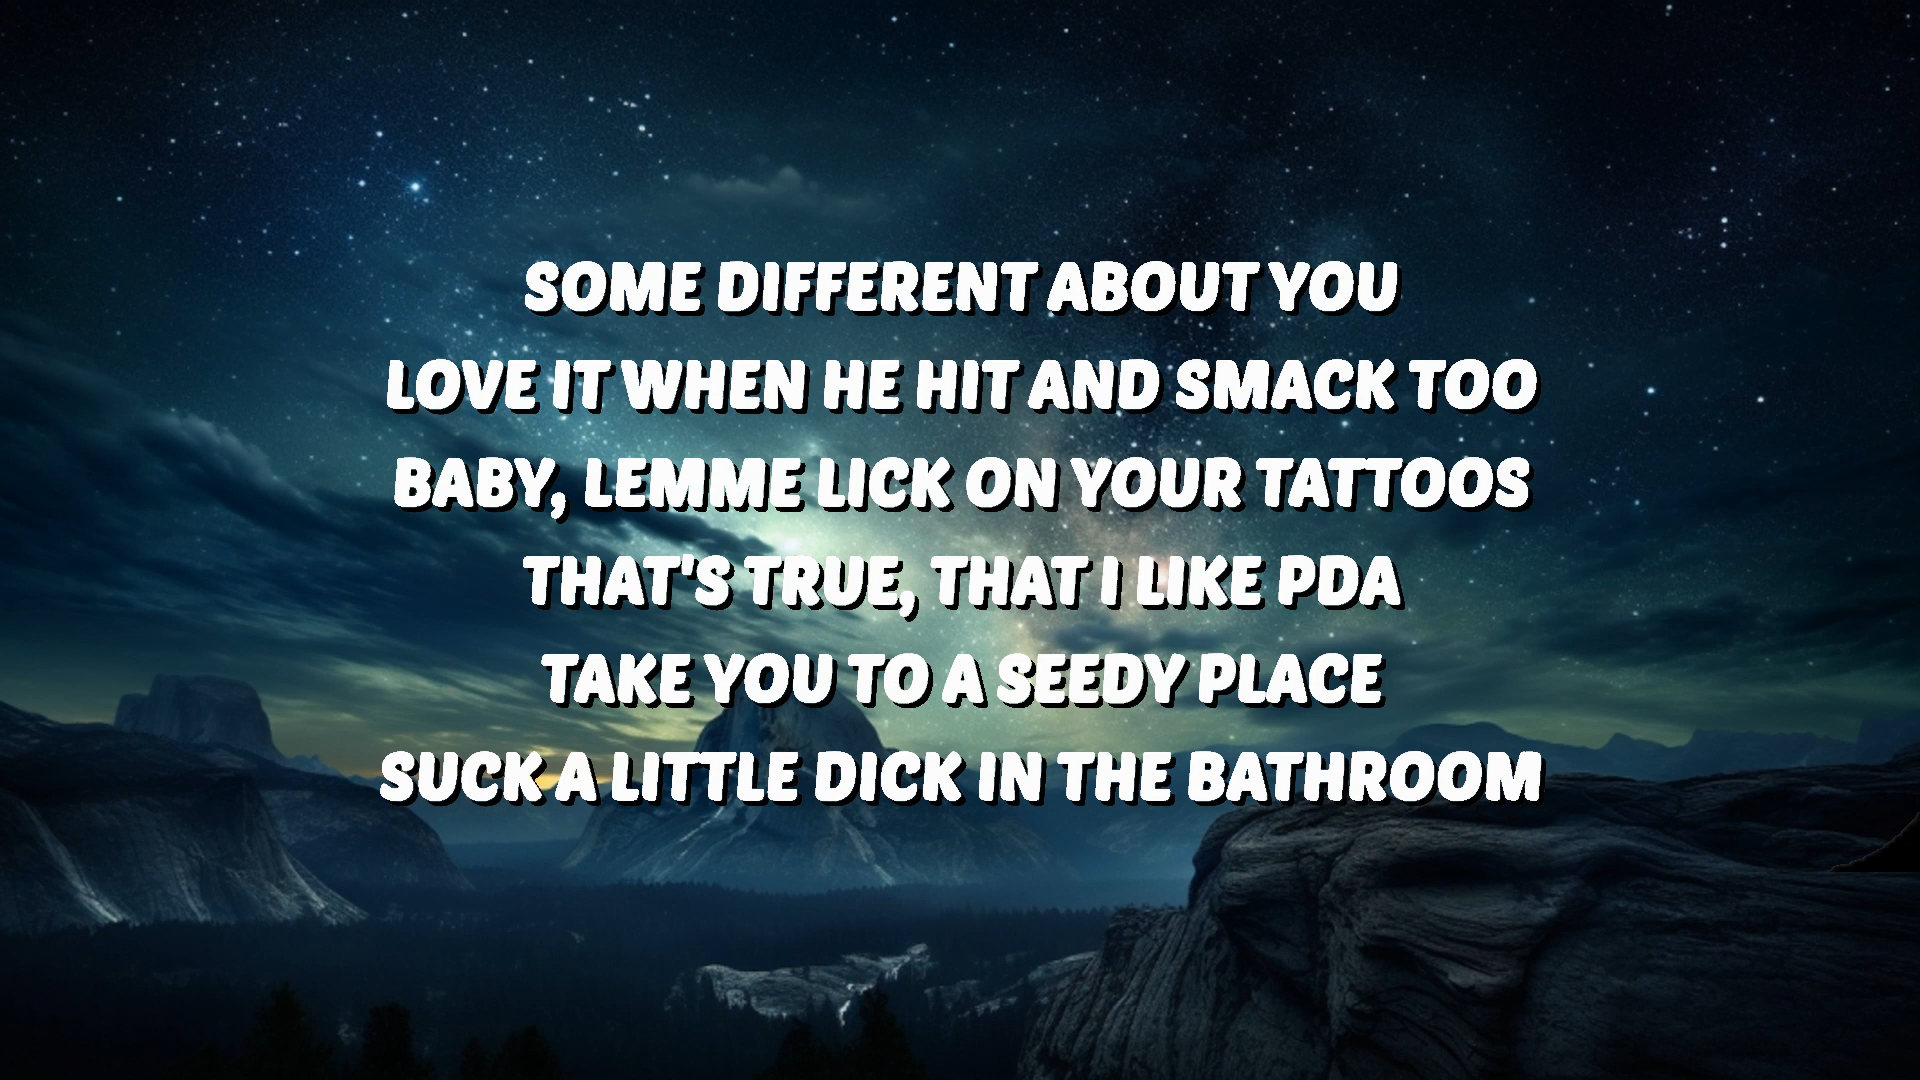 SOME DIFFERENT ABOUT YOU
LOVE IT WHEN HE HIT AND SMACK TOO
BABY, LEMME LICK ON YOUR TATTOOS
THAT'S TRUE, THAT I LIKE PDA
TAKE YOU TO A SEEDY PLACE
SUCK A LITTLE DICK IN THE BATHROOM